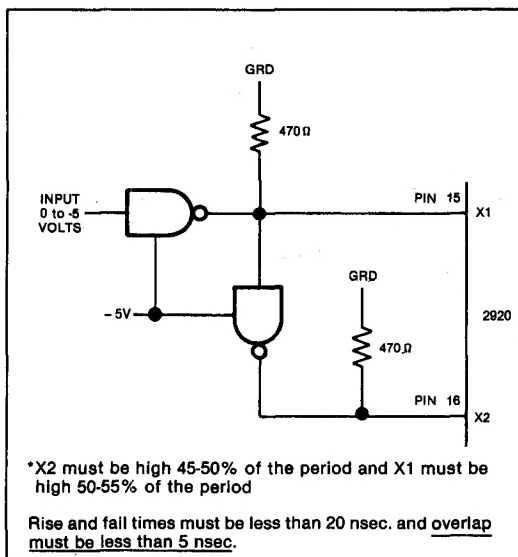 GRD
470 Ω
INPUT
0 to -5
VOLTS
PIN 15
X1
GRD
- 5V
470 Ω
2920
PIN 16
X2
*X2 must be high 45-50% of the period and X1 must be
high 50-55% of the period
Rise and fall times must be less than 20 nsec. and overlap
must be less than 5 nsec.